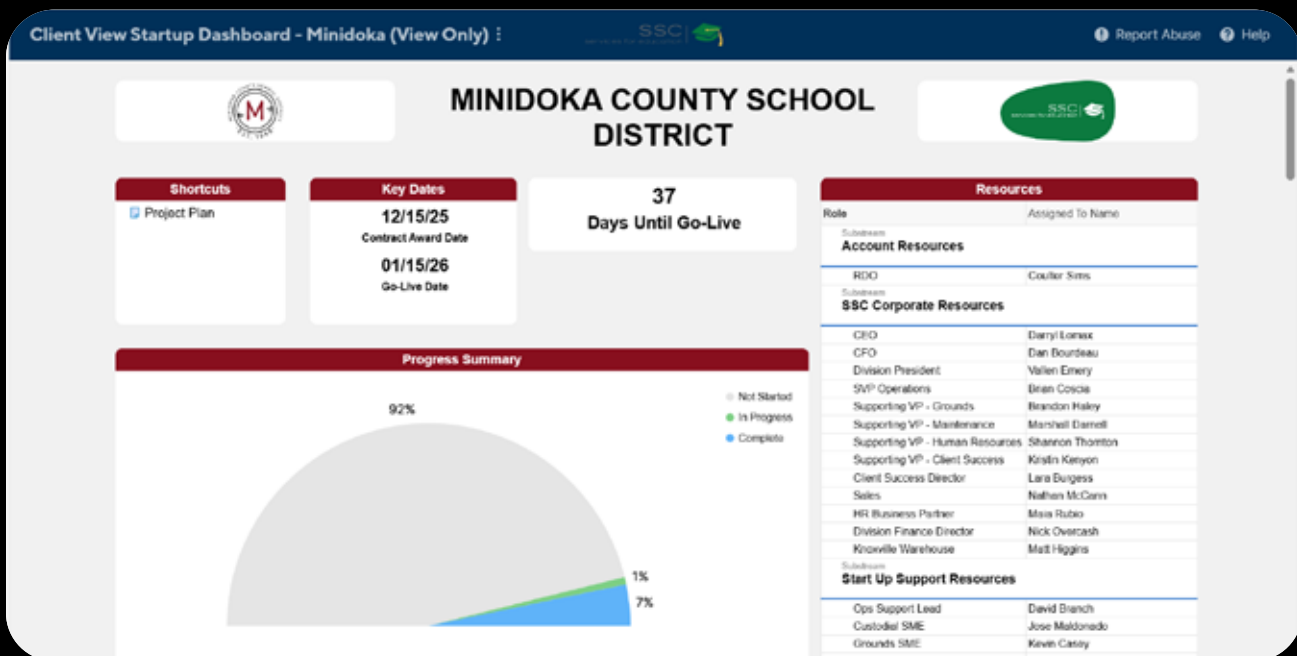 Client View Startup Dashboard - Minidoka (View Only)
SSC
Report Abuse
Help
M
MINIDOKA COUNTY SCHOOL
DISTRICT
SSC
Shortcuts
Project Plan
Key Dates
12/15/25
Contract Award Date
01/15/26
Go-Live Date
37
Days Until Go-Live
Progress Summary
92%
Not Started
In Progress
Complete
1%
7%
Resources
Role Assigned To Name
Substream
Account Resources
RDO Coulter Sims
Substream
SSC Corporate Resources
CEO Darryl Lomax
CFO Dan Bourdeau
Division President Vallen Emery
SVP Operations Brian Coscia
Supporting VP - Grounds Brandon Haley
Supporting VP - Maintenance Marshall Darnell
Supporting VP - Human Resources Shannon Thornton
Supporting VP - Client Success Kristin Kenyon
Client Success Director Lara Burgess
Sales Nathan McCann
HR Business Partner Maia Rubio
Division Finance Director Nick Overcash
Knoxville Warehouse Matt Higgins
Substream
Start Up Support Resources
Ops Support Lead David Branch
Custodial SME Jose Maldonado
Grounds SME Kevin Casey